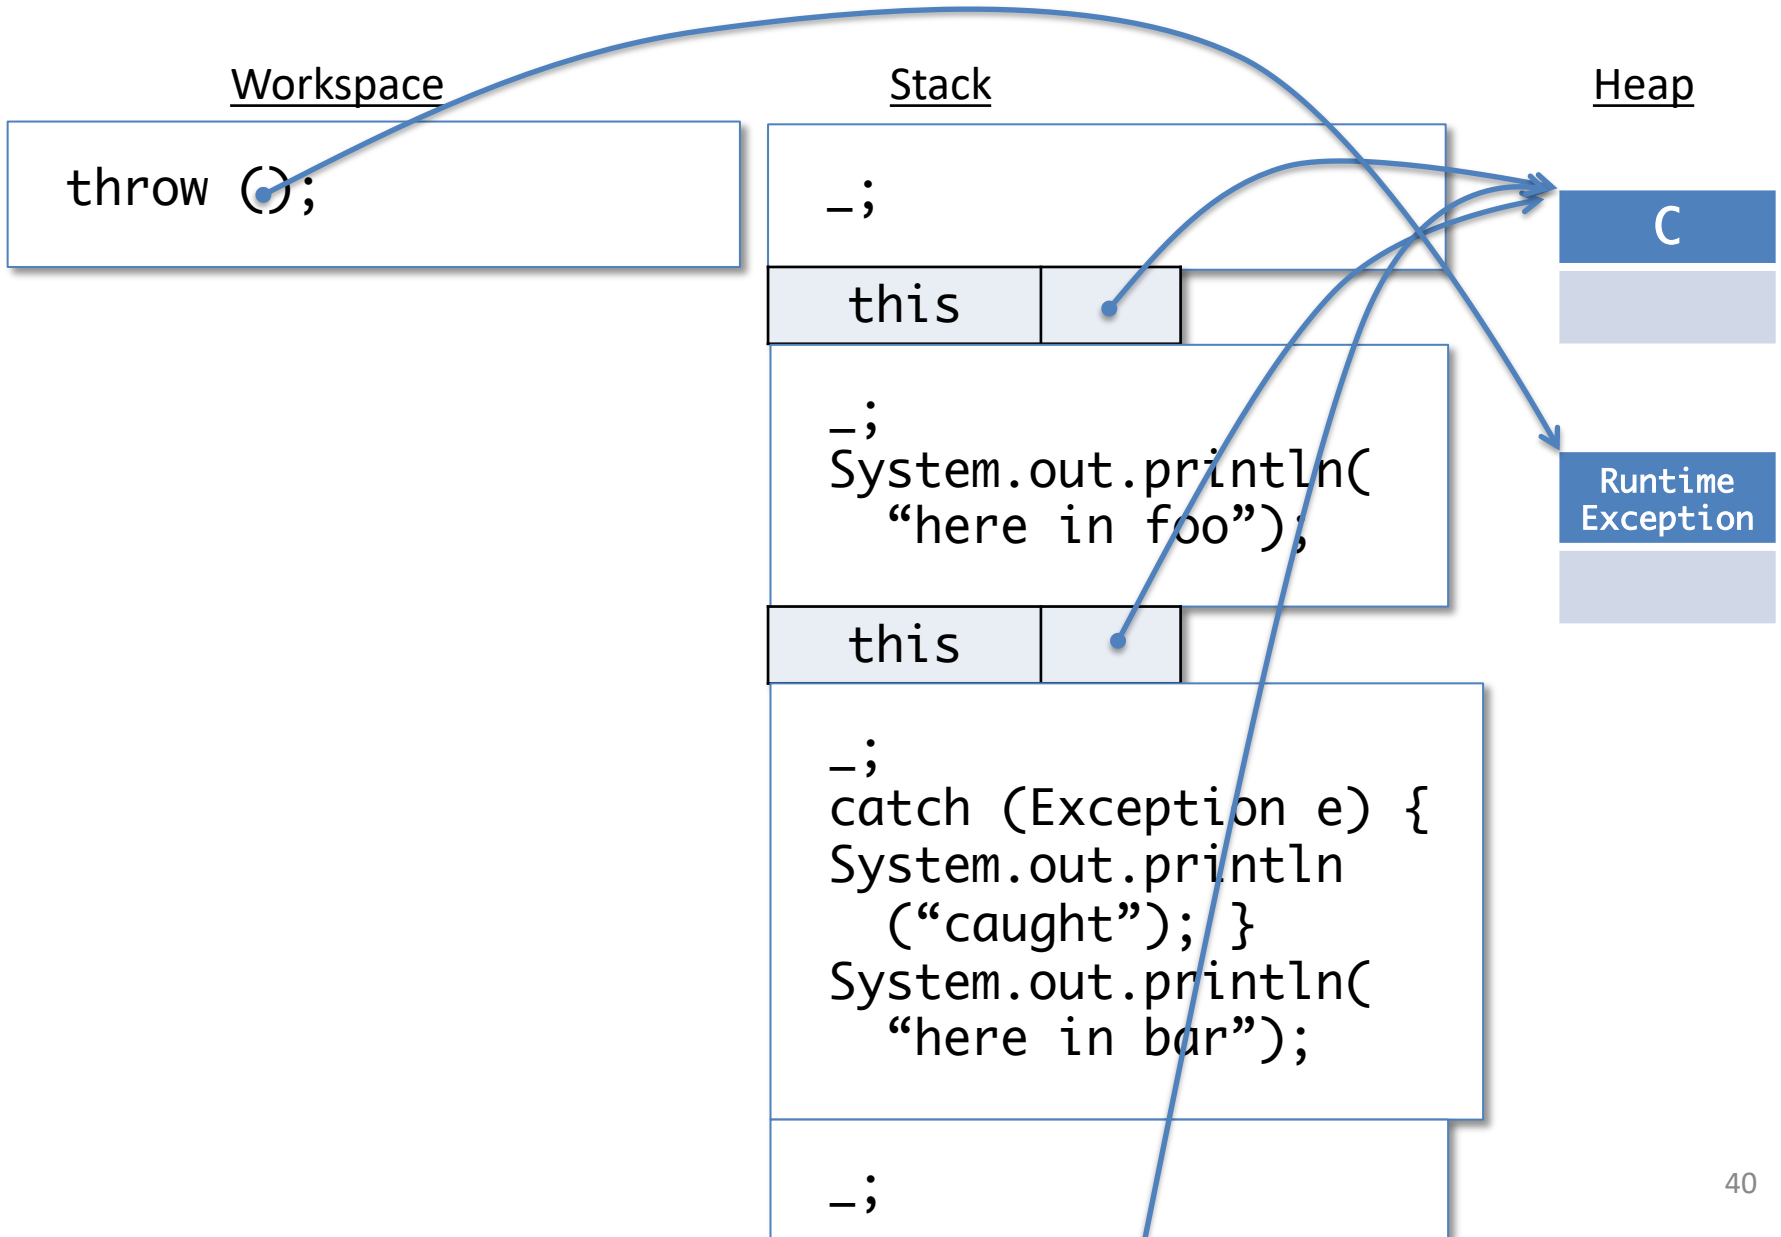 Workspace
throw ();
Stack
_;
this
_;
System.out.println(
“here in foo”);
this
_;
catch (Exception e) {
System.out.println
(“caught”); }
System.out.println(
“here in bar”);
_;
Heap
C
Runtime
Exception
40